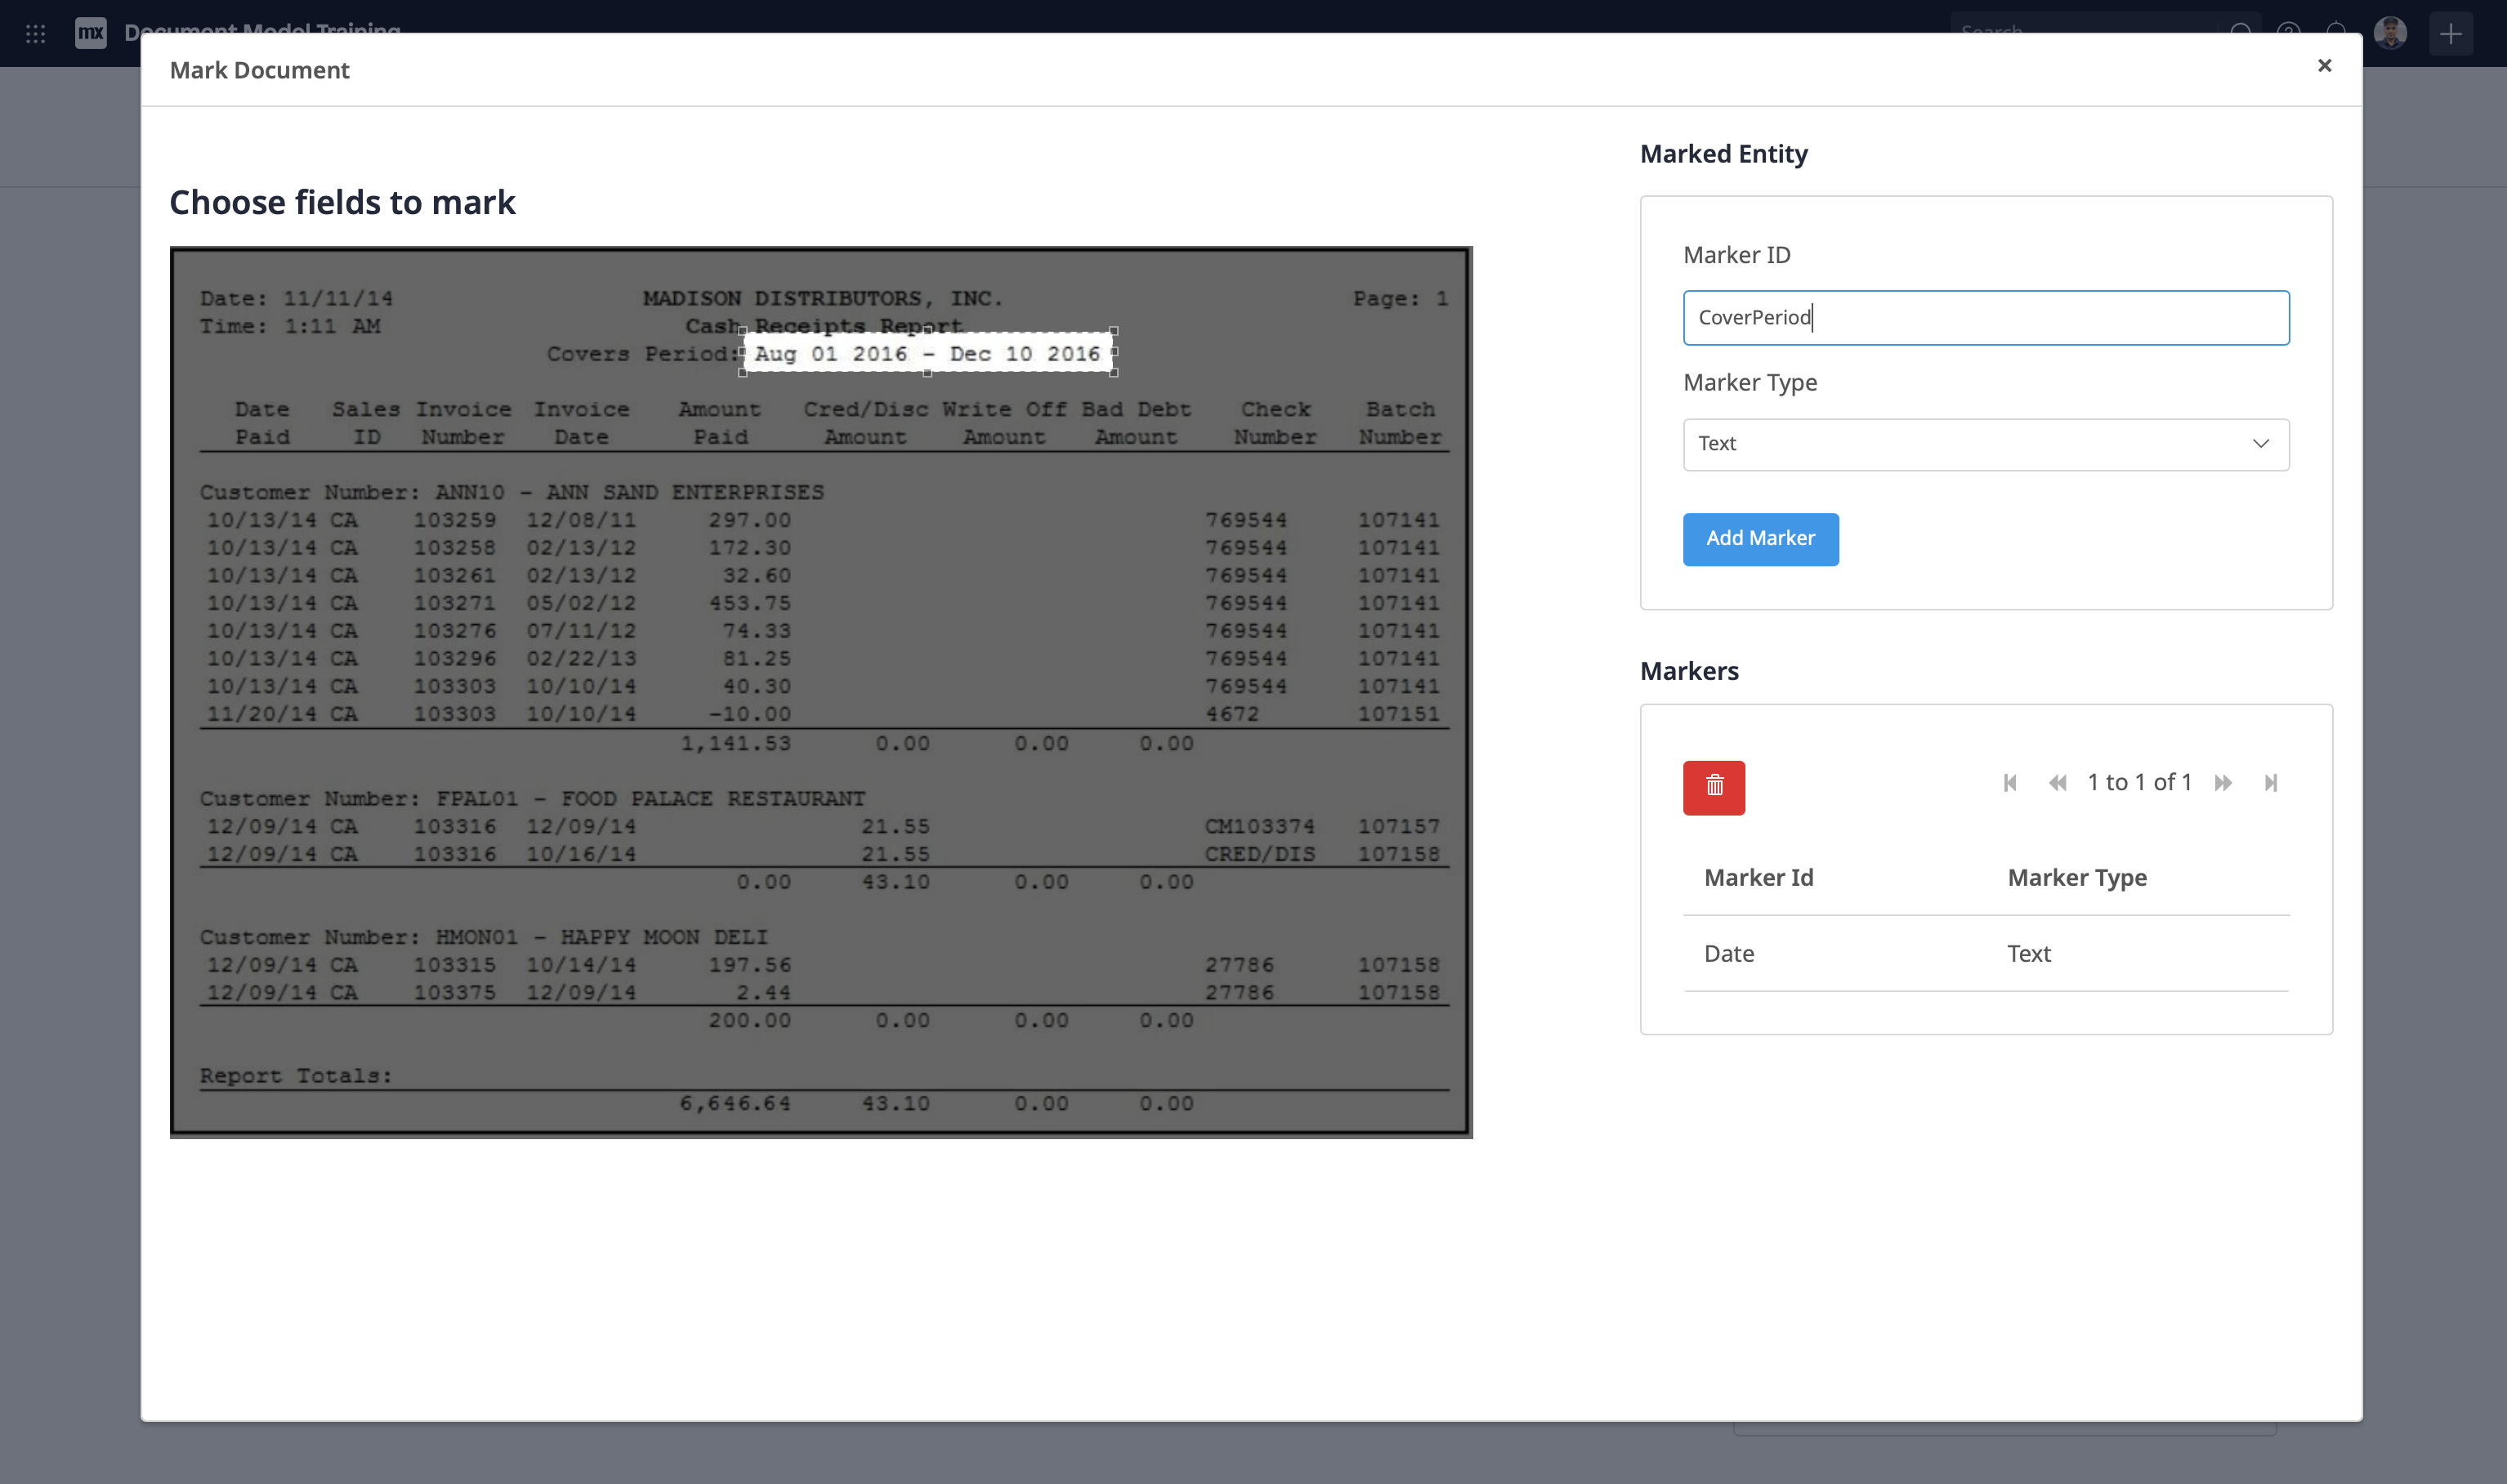 mx Document Model Training Search
Mark Document ×
Choose fields to mark
Date: 11/11/14 MADISON DISTRIBUTORS, INC. Page: 1
Time: 1:11 AM Cash Receipts Report
Covers Period: Aug 01 2016 - Dec 10 2016
Date Sales Invoice Invoice Amount Cred/Disc Write Off Bad Debt Check Batch
Paid ID Number Date Paid Amount Amount Amount Number Number
Customer Number: ANN10 - ANN SAND ENTERPRISES
10/13/14 CA 103259 12/08/11 297.00 769544 107141
10/13/14 CA 103258 02/13/12 172.30 769544 107141
10/13/14 CA 103261 02/13/12 32.60 769544 107141
10/13/14 CA 103271 05/02/12 453.75 769544 107141
10/13/14 CA 103276 07/11/12 74.33 769544 107141
10/13/14 CA 103296 02/22/13 81.25 769544 107141
10/13/14 CA 103303 10/10/14 40.30 769544 107141
11/20/14 CA 103303 10/10/14 -10.00 4672 107151
1,141.53 0.00 0.00 0.00
Customer Number: FPAL01 - FOOD PALACE RESTAURANT
12/09/14 CA 103316 12/09/14 21.55 CM103374 107157
12/09/14 CA 103316 10/16/14 21.55 CRED/DIS 107158
0.00 43.10 0.00 0.00
Customer Number: HMON01 - HAPPY MOON DELI
12/09/14 CA 103315 10/14/14 197.56 27786 107158
12/09/14 CA 103375 12/09/14 2.44 27786 107158
200.00 0.00 0.00 0.00
Report Totals:
6,646.64 43.10 0.00 0.00
Marked Entity
Marker ID
CoverPeriod
Marker Type
Text
Add Marker
Markers
1 to 1 of 1
Marker Id Marker Type
Date Text